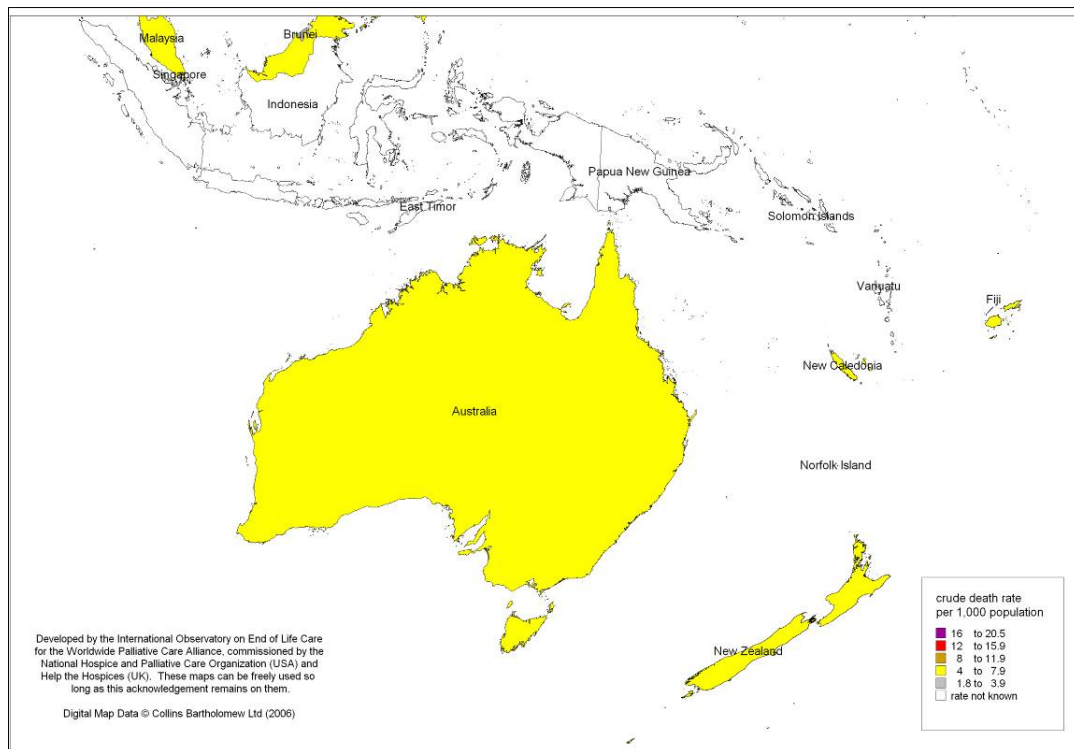 Malaysia
Brunei
Singapore
Indonesia
Papua New Guinea
East Timor
Solomon Islands
Vanuatu
Fiji
New Caledonia
Australia
Norfolk Island
New Zealand
crude death rate
per 1,000 population
16 to 20.5
12 to 15.9
8 to 11.9
4 to 7.9
1.8 to 3.9
rate not known
Developed by the International Observatory on End of Life Care
for the Worldwide Palliative Care Alliance, commissioned by the
National Hospice and Palliative Care Organization (USA) and
Help the Hospices (UK). These maps can be freely used so
long as this acknowledgement remains on them.
Digital Map Data © Collins Bartholomew Ltd (2006)